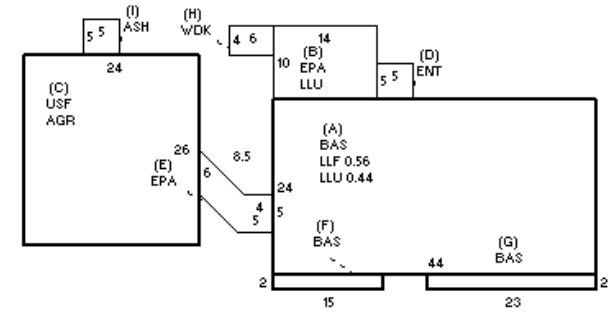 (I)
ASH
5 5
24
(C)
USF
AGR
26
(E)
EPA
6
8.5
4
5
(H)
WDK
4 6
14
10
(B)
EPA
LLU
(D)
ENT
5 5
(A)
BAS
LLF 0.56
LLU 0.44
24
5
(F)
BAS
44
(G)
BAS
2
15
23
2